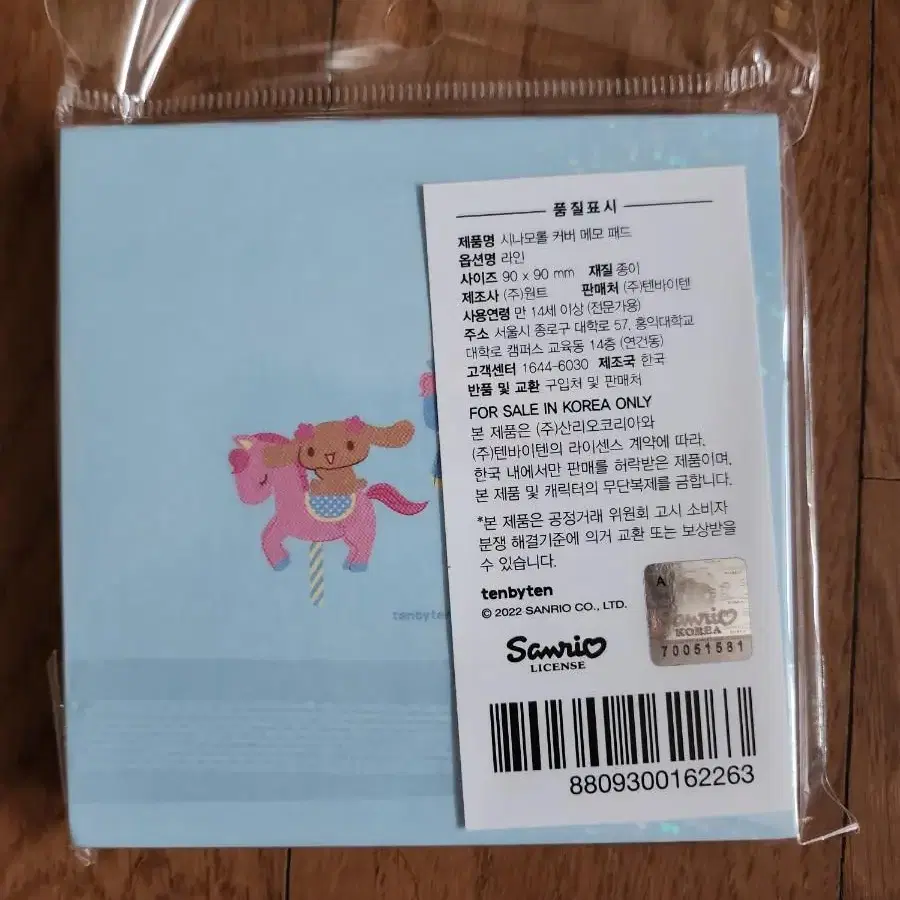 품질표시
제품명 시나모롤 커버 메모 패드
옵션명 라인
사이즈 90 x 90 mm 재질 종이
제조사 (주)원트 판매처 (주)텐바이텐
사용연령 만 14세 이상 (전문가용)
주소 서울시 종로구 대학로 57, 홍익대학교
대학로 캠퍼스 교육동 14층 (연건동)
고객센터 1644-6030 제조국 한국
반품 및 교환 구입처 및 판매처
FOR SALE IN KOREA ONLY
본 제품은 (주)산리오코리아와
(주)텐바이텐의 라이센스 계약에 따라,
한국 내에서만 판매를 허락받은 제품이며,
본 제품 및 캐릭터의 무단복제를 금합니다.
*본 제품은 공정거래 위원회 고시 소비자
분쟁 해결기준에 의거 교환 또는 보상받을
수 있습니다.
tenbyten
© 2022 SANRIO CO., LTD.
Sanrio
LICENSE
A
Sanrio
KOREA
70051581
8809300162263
tenbyten